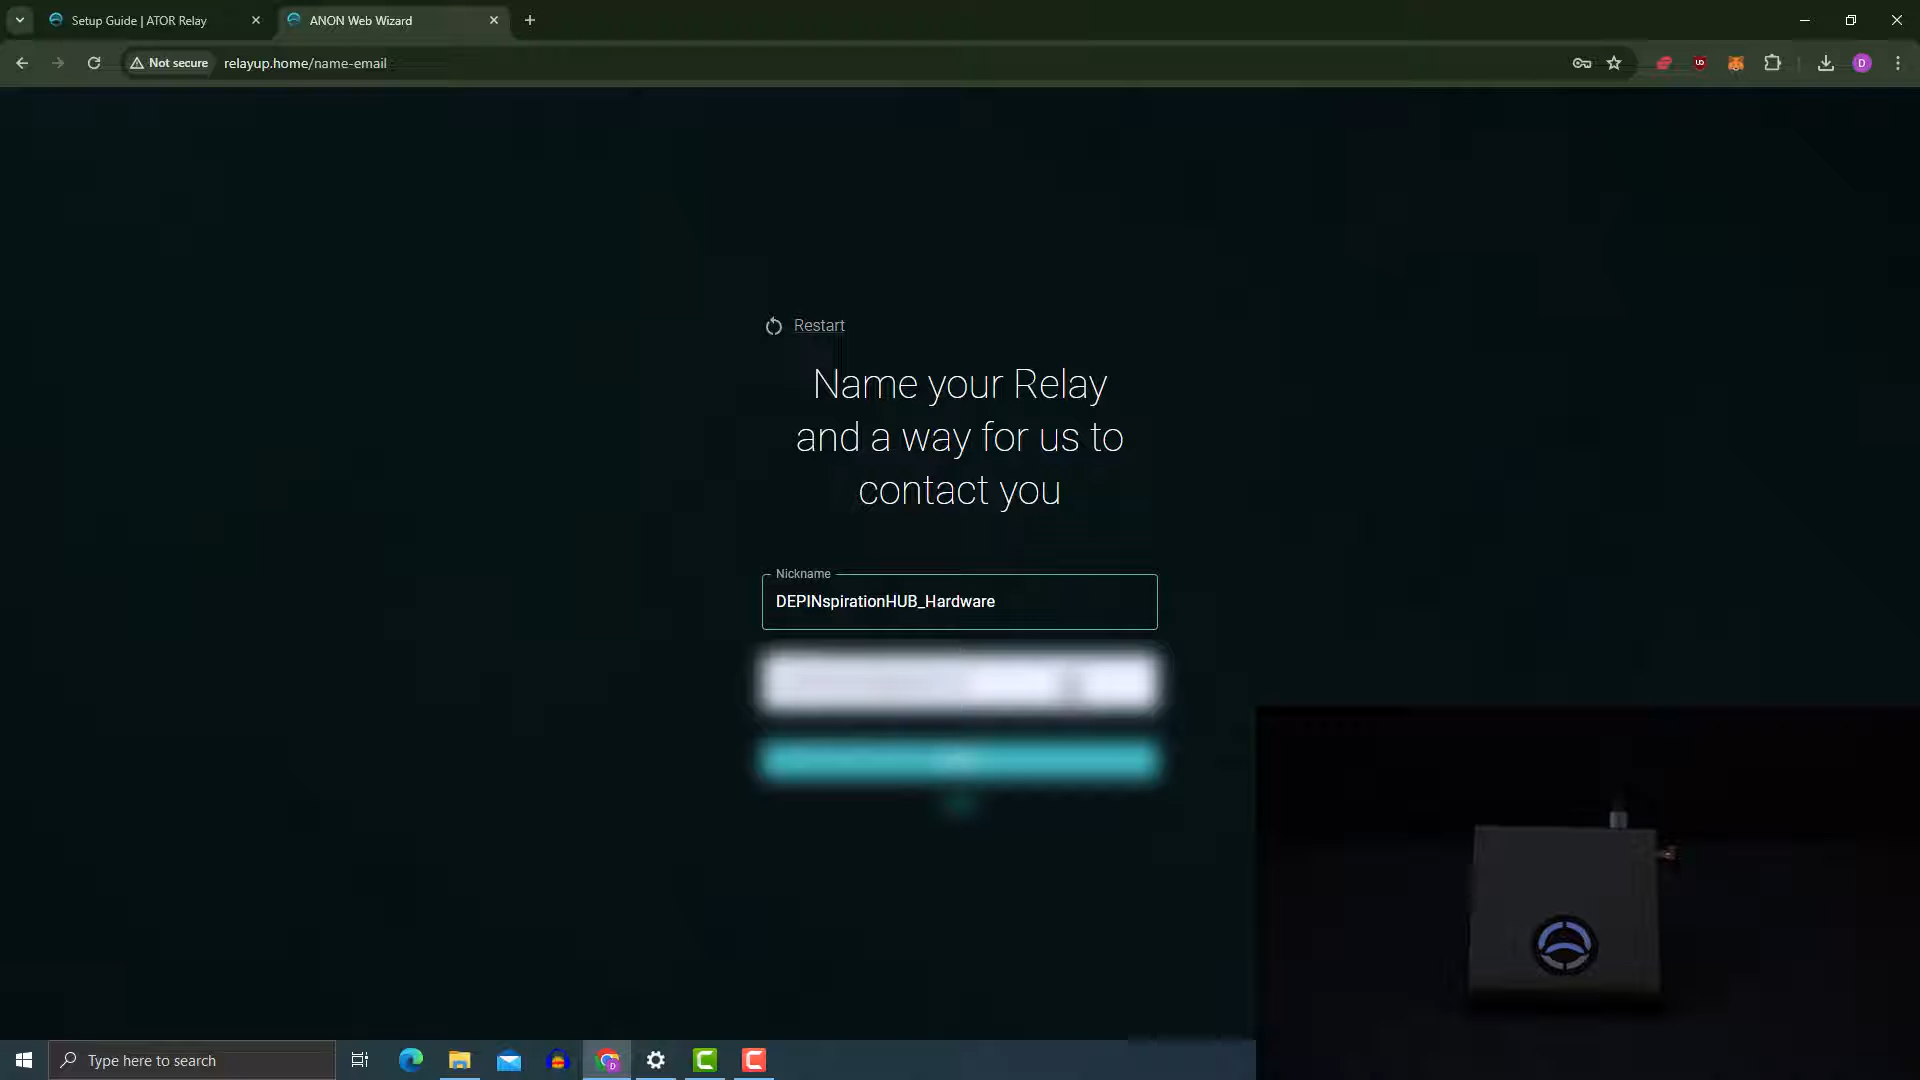 Setup Guide | ATOR Relay
ANON Web Wizard
Not secure
relayup.home/name-email
D
Restart
Name your Relay
and a way for us to
contact you
Nickname
DEPINspirationHUB_Hardware
Type here to search